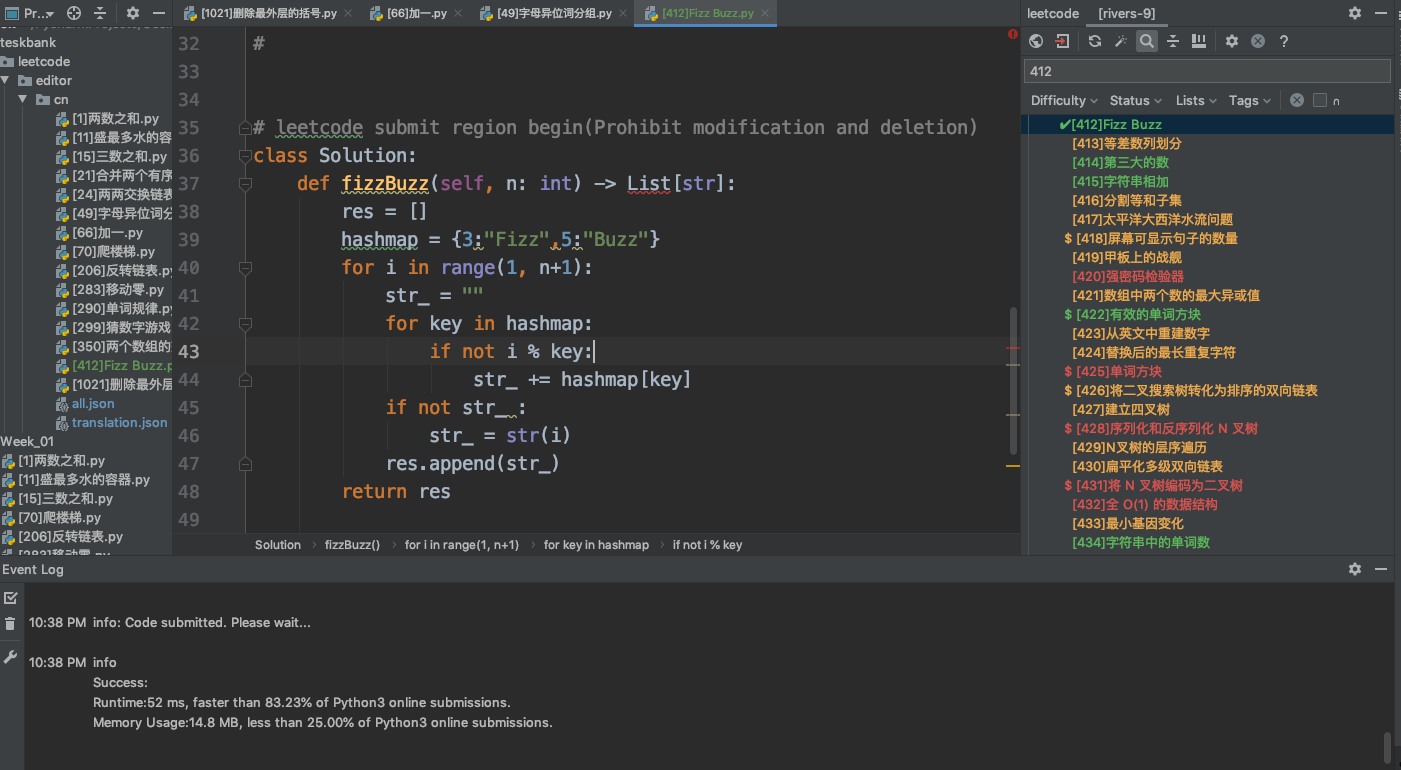 Pr...
[1021]删除最外层的括号.py
[66]加一.py
[49]字母异位词分组.py
[412]Fizz Buzz.py
teskbank
leetcode
editor
cn
[1]两数之和.py
[11]盛最多水的容
[15]三数之和.py
[21]合并两个有序
[24]两两交换链表
[49]字母异位词分
[66]加一.py
[70]爬楼梯.py
[206]反转链表.py
[283]移动零.py
[290]单词规律.py
[299]猜数字游戏
[350]两个数组的
[412]Fizz Buzz.p
[1021]删除最外层
all.json
translation.json
Week_01
[1]两数之和.py
[11]盛最多水的容器.py
[15]三数之和.py
[70]爬楼梯.py
[206]反转链表.py
[283]移动零.py
32 #
33
34
35 # leetcode submit region begin(Prohibit modification and deletion)
36 class Solution:
37 def fizzBuzz(self, n: int) -> List[str]:
38 res = []
39 hashmap = {3:"Fizz",5:"Buzz"}
40 for i in range(1, n+1):
41 str_ = ""
42 for key in hashmap:
43 if not i % key:
44 str_ += hashmap[key]
45 if not str_ :
46 str_ = str(i)
47 res.append(str_)
48 return res
49
Solution > fizzBuzz() > for i in range(1, n+1) > for key in hashmap > if not i % key
leetcode [rivers-9]
?
412
Difficulty Status Lists Tags n
✔[412]Fizz Buzz
[413]等差数列划分
[414]第三大的数
[415]字符串相加
[416]分割等和子集
[417]太平洋大西洋水流问题
$ [418]屏幕可显示句子的数量
[419]甲板上的战舰
[420]强密码检验器
[421]数组中两个数的最大异或值
$ [422]有效的单词方块
[423]从英文中重建数字
[424]替换后的最长重复字符
$ [425]单词方块
$ [426]将二叉搜索树转化为排序的双向链表
[427]建立四叉树
$ [428]序列化和反序列化 N 叉树
[429]N叉树的层序遍历
[430]扁平化多级双向链表
$ [431]将 N 叉树编码为二叉树
[432]全 O(1) 的数据结构
[433]最小基因变化
[434]字符串中的单词数
Event Log
10:38 PM info: Code submitted. Please wait...
10:38 PM info
Success:
Runtime:52 ms, faster than 83.23% of Python3 online submissions.
Memory Usage:14.8 MB, less than 25.00% of Python3 online submissions.